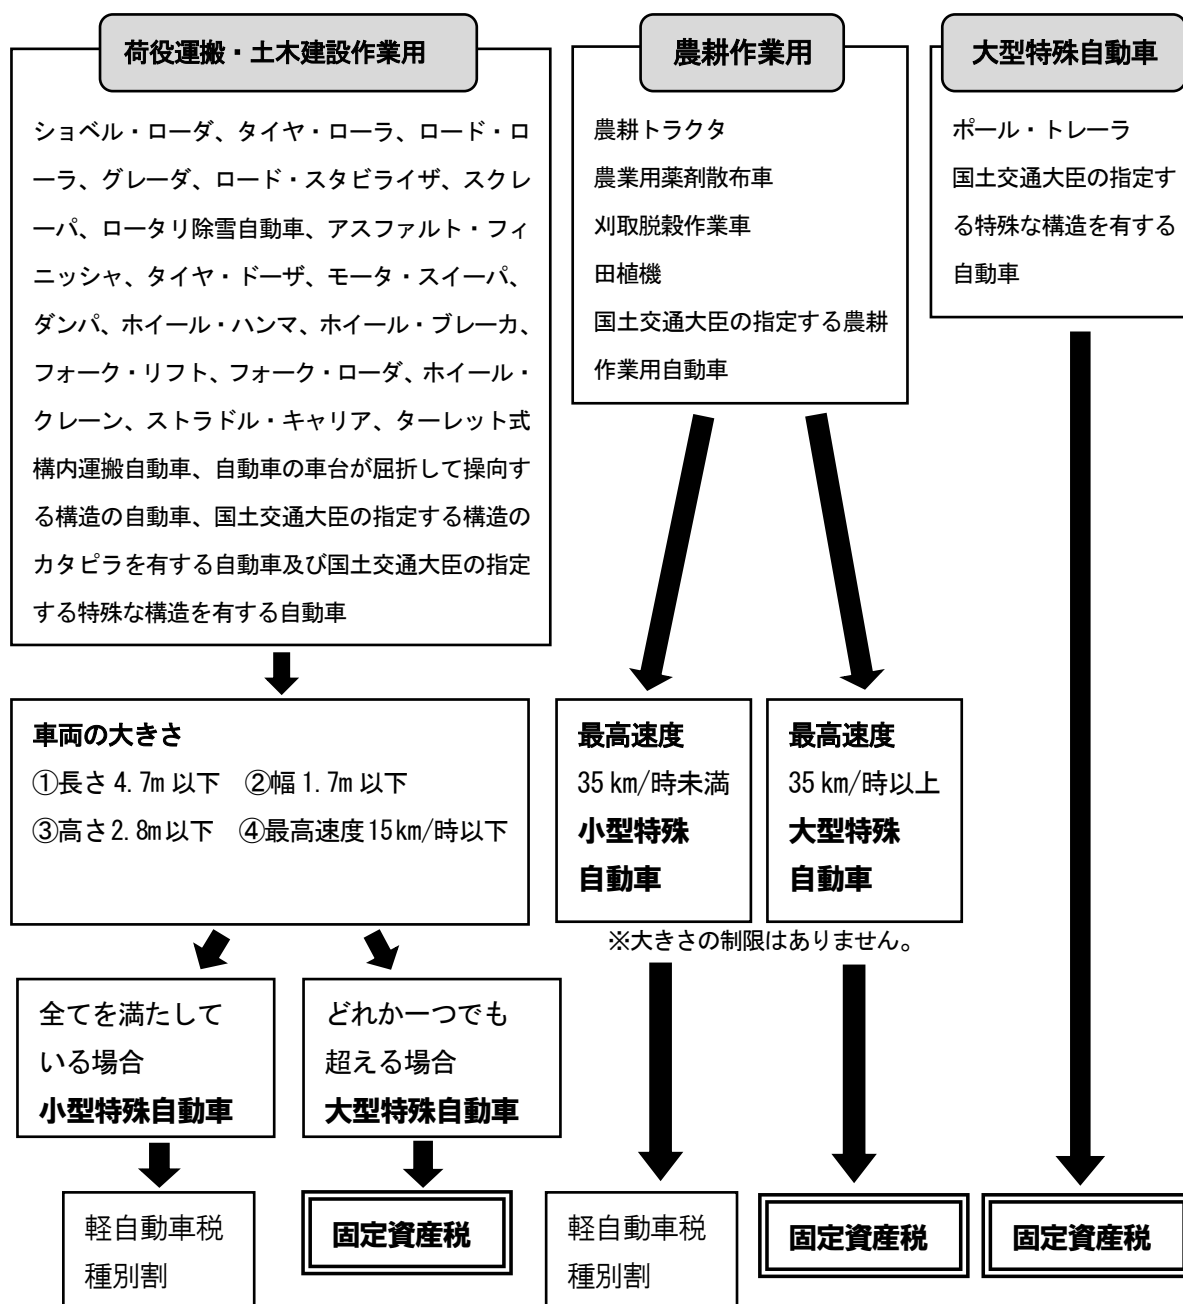 荷役運搬・土木建設作業用
ショベル・ローダ、タイヤ・ローラ、ロード・ロ
ーラ、グレーダ、ロード・スタビライザ、スクレ
ーパ、ロータリ除雪自動車、アスファルト・フィ
ニッシャ、タイヤ・ドーザ、モータ・スイーパ、
ダンパ、ホイール・ハンマ、ホイール・ブレーカ、
フォーク・リフト、フォーク・ローダ、ホイール・
クレーン、ストラドル・キャリア、ターレット式
構内運搬自動車、自動車の車台が屈折して操向す
る構造の自動車、国土交通大臣の指定する構造の
カタピラを有する自動車及び国土交通大臣の指定
する特殊な構造を有する自動車
農耕作業用
農耕トラクタ
農業用薬剤散布車
刈取脱穀作業車
田植機
国土交通大臣の指定する農耕
作業用自動車
大型特殊自動車
ポール・トレーラ
国土交通大臣の指定す
る特殊な構造を有する
自動車
車両の大きさ
①長さ 4.7m 以下　②幅 1.7m 以下
③高さ 2.8m 以下　④最高速度 15 km/時以下
最高速度
35 km/時未満
小型特殊
自動車
最高速度
35 km/時以上
大型特殊
自動車
※大きさの制限はありません。
全てを満たして
いる場合
小型特殊自動車
どれか一つでも
超える場合
大型特殊自動車
軽自動車税
種別割
固定資産税
軽自動車税
種別割
固定資産税
固定資産税